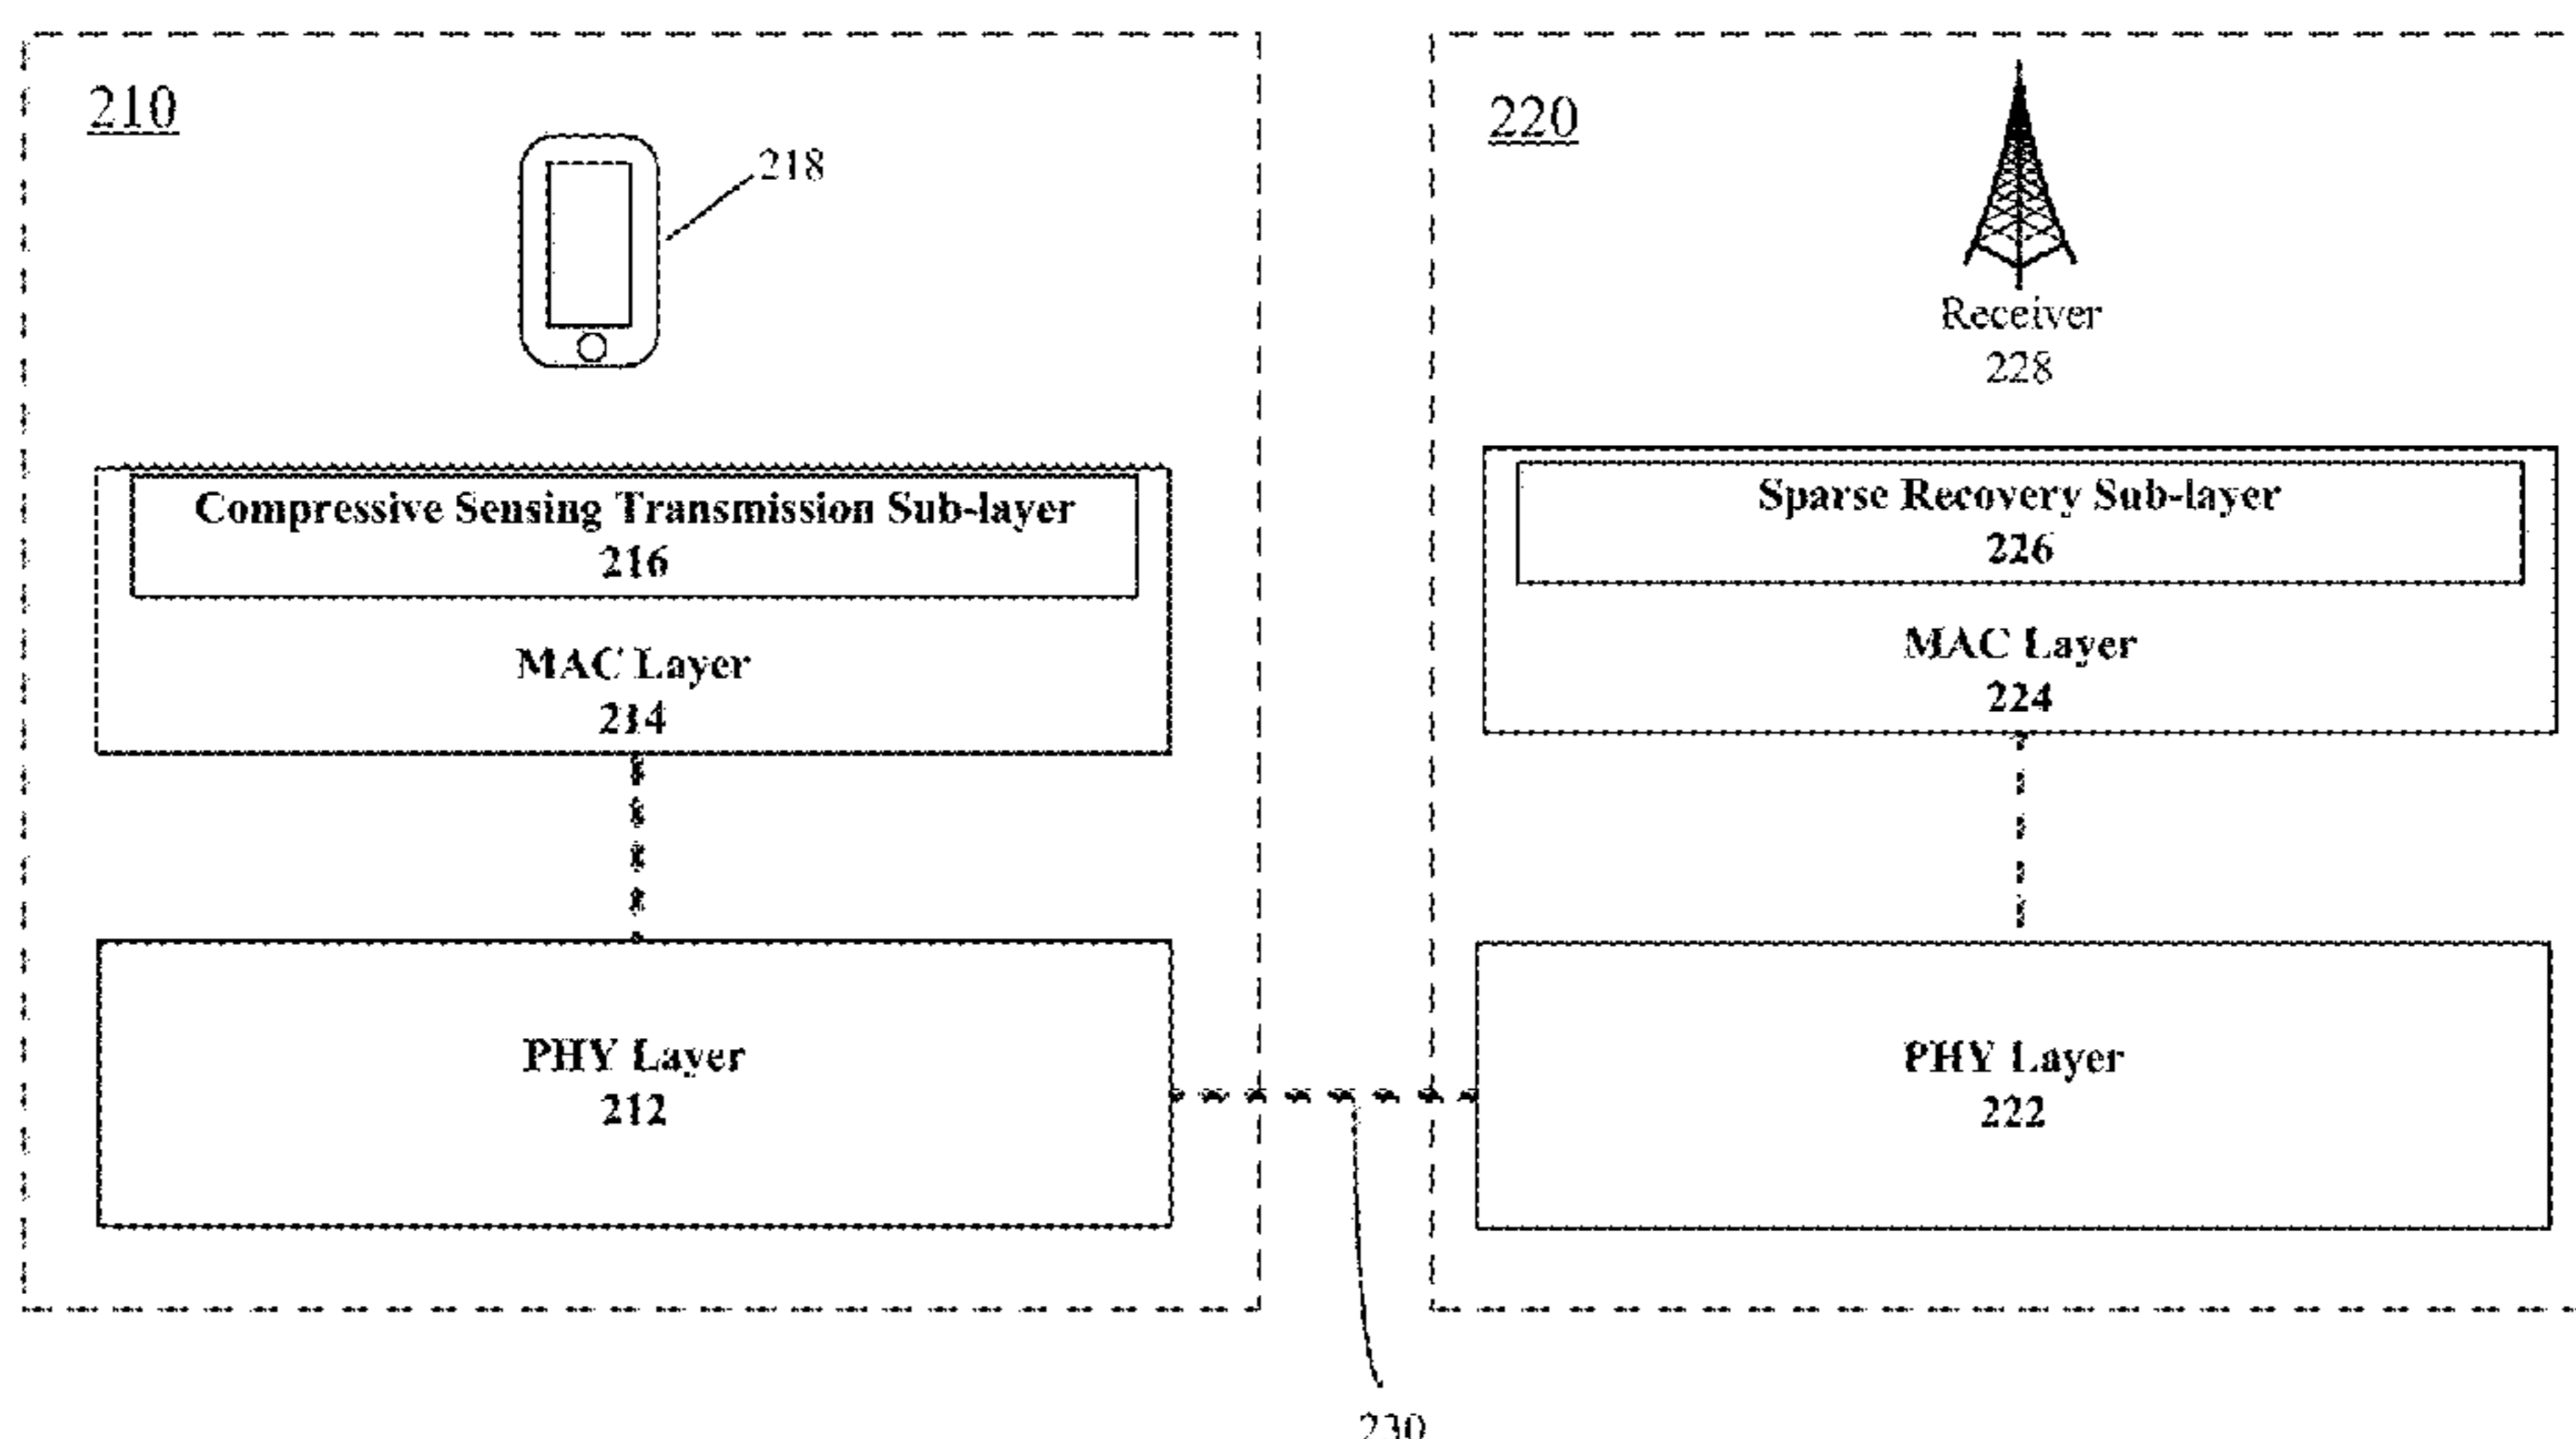 210
218
Compressive Sensing Transmission Sub-layer
216
MAC Layer
214
PHY Layer
212
220
Receiver
228
Sparse Recovery Sub-layer
226
MAC Layer
224
PHY Layer
222
230